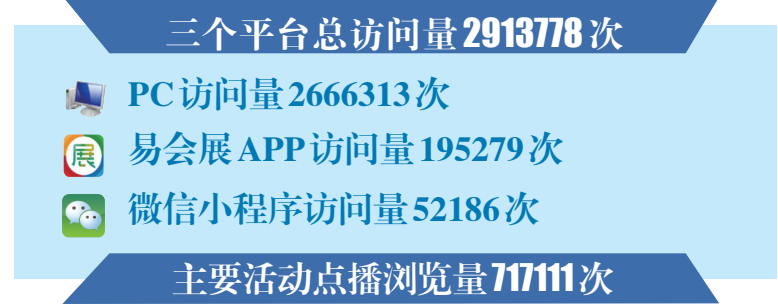 三个平台总访问量2913778次
PC访问量2666313次
展
易会展APP访问量195279次
微信小程序访问量52186次
主要活动点播浏览量717111次